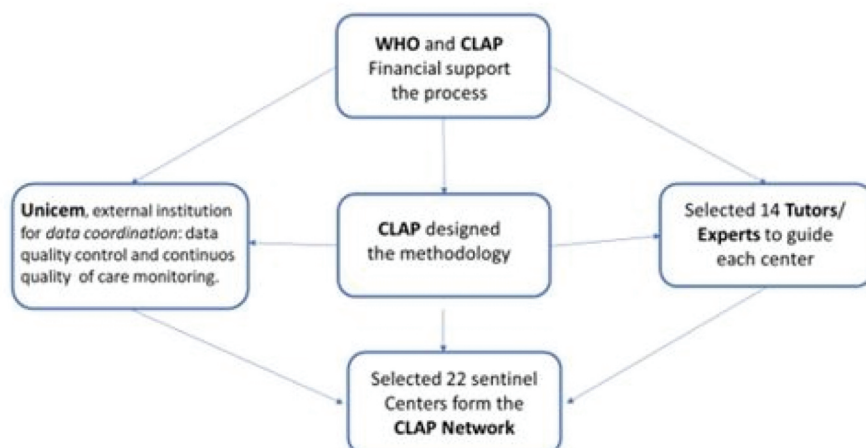 WHO and CLAP
Financial support
the process
Unicem, external institution
for data coordination: data
quality control and continuos
quality of care monitoring.
CLAP designed
the methodology
Selected 14 Tutors/
Experts to guide
each center
Selected 22 sentinel
Centers form the
CLAP Network